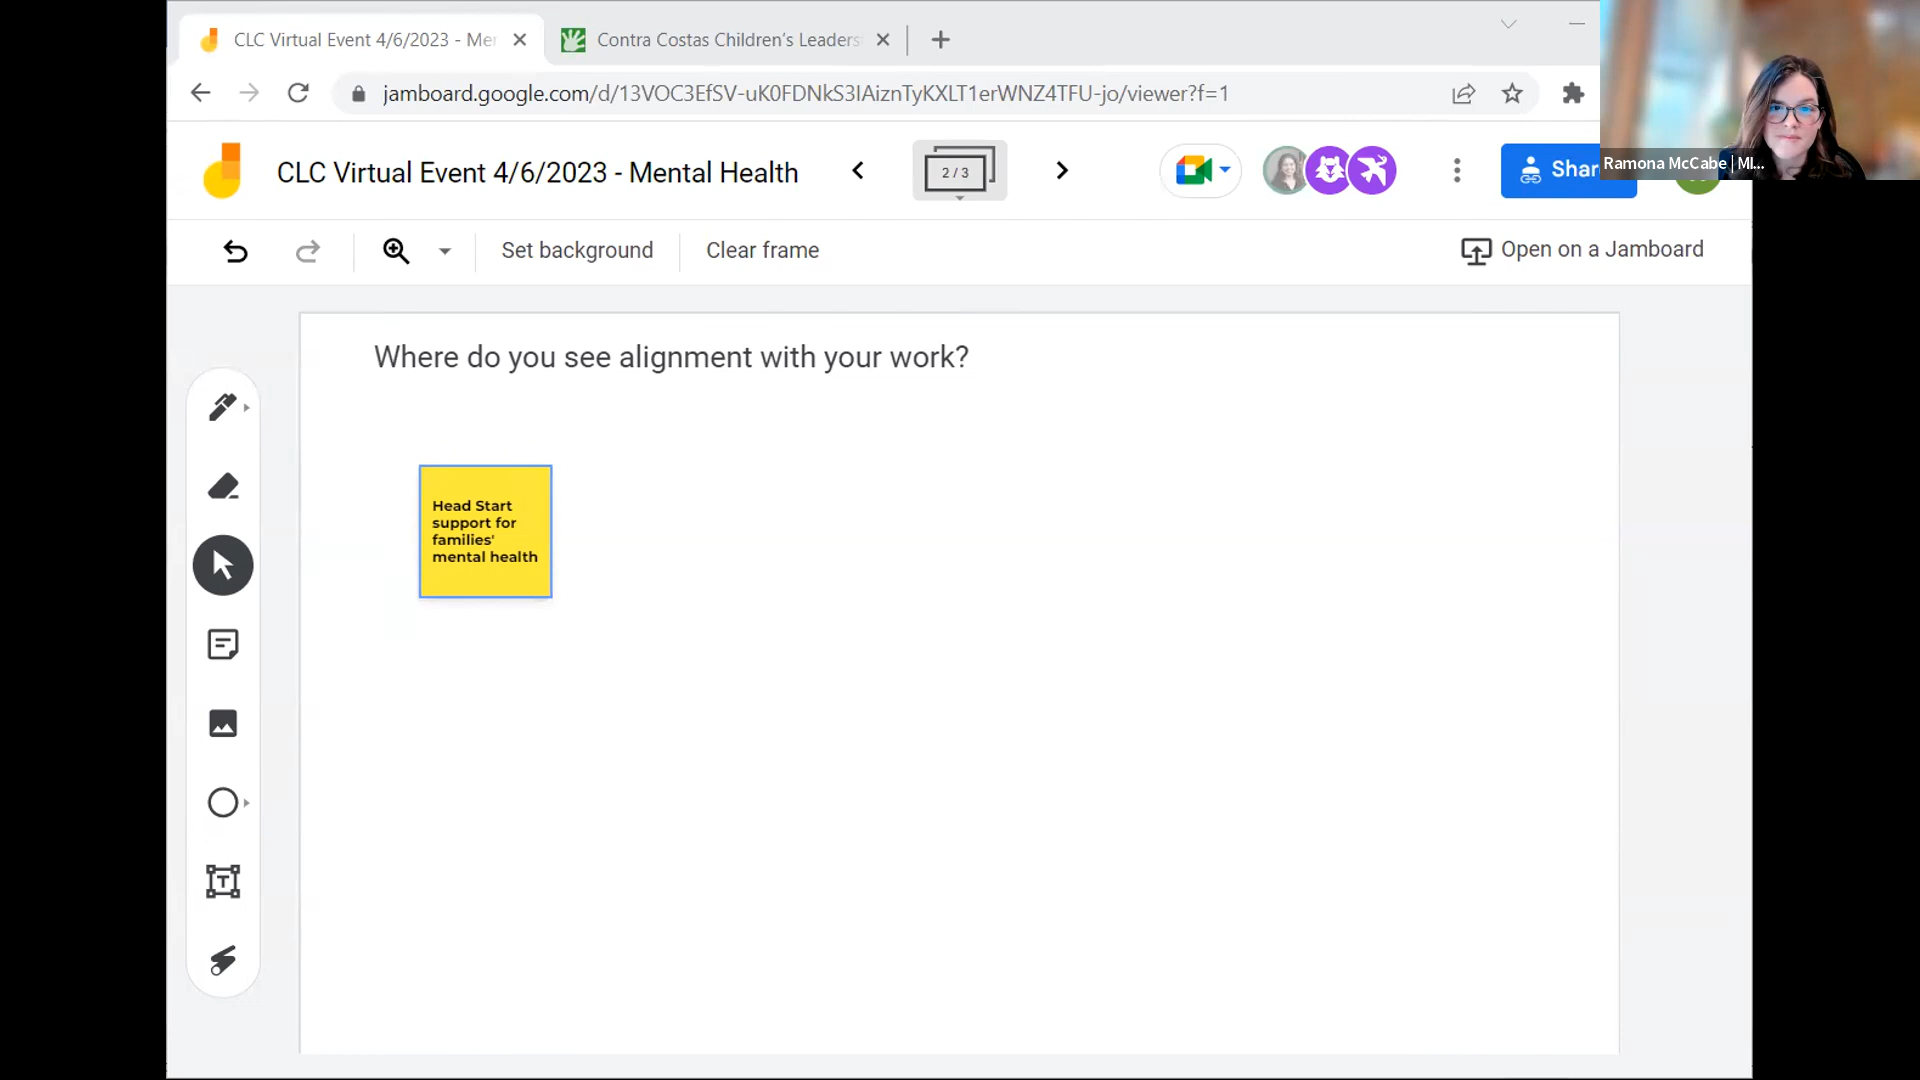 CLC Virtual Event 4/6/2023 - Mer
Contra Costas Children's Leaders
jamboard.google.com/d/13VOC3EfSV-uK0FDNkS3IAiznTyKXLT1erWNZ4TFU-jo/viewer?f=1
CLC Virtual Event 4/6/2023 - Mental Health
2 / 3
Shar
Ramona McCabe | MI...
Set background
Clear frame
Open on a Jamboard
Where do you see alignment with your work?
Head Start
support for
families'
mental health